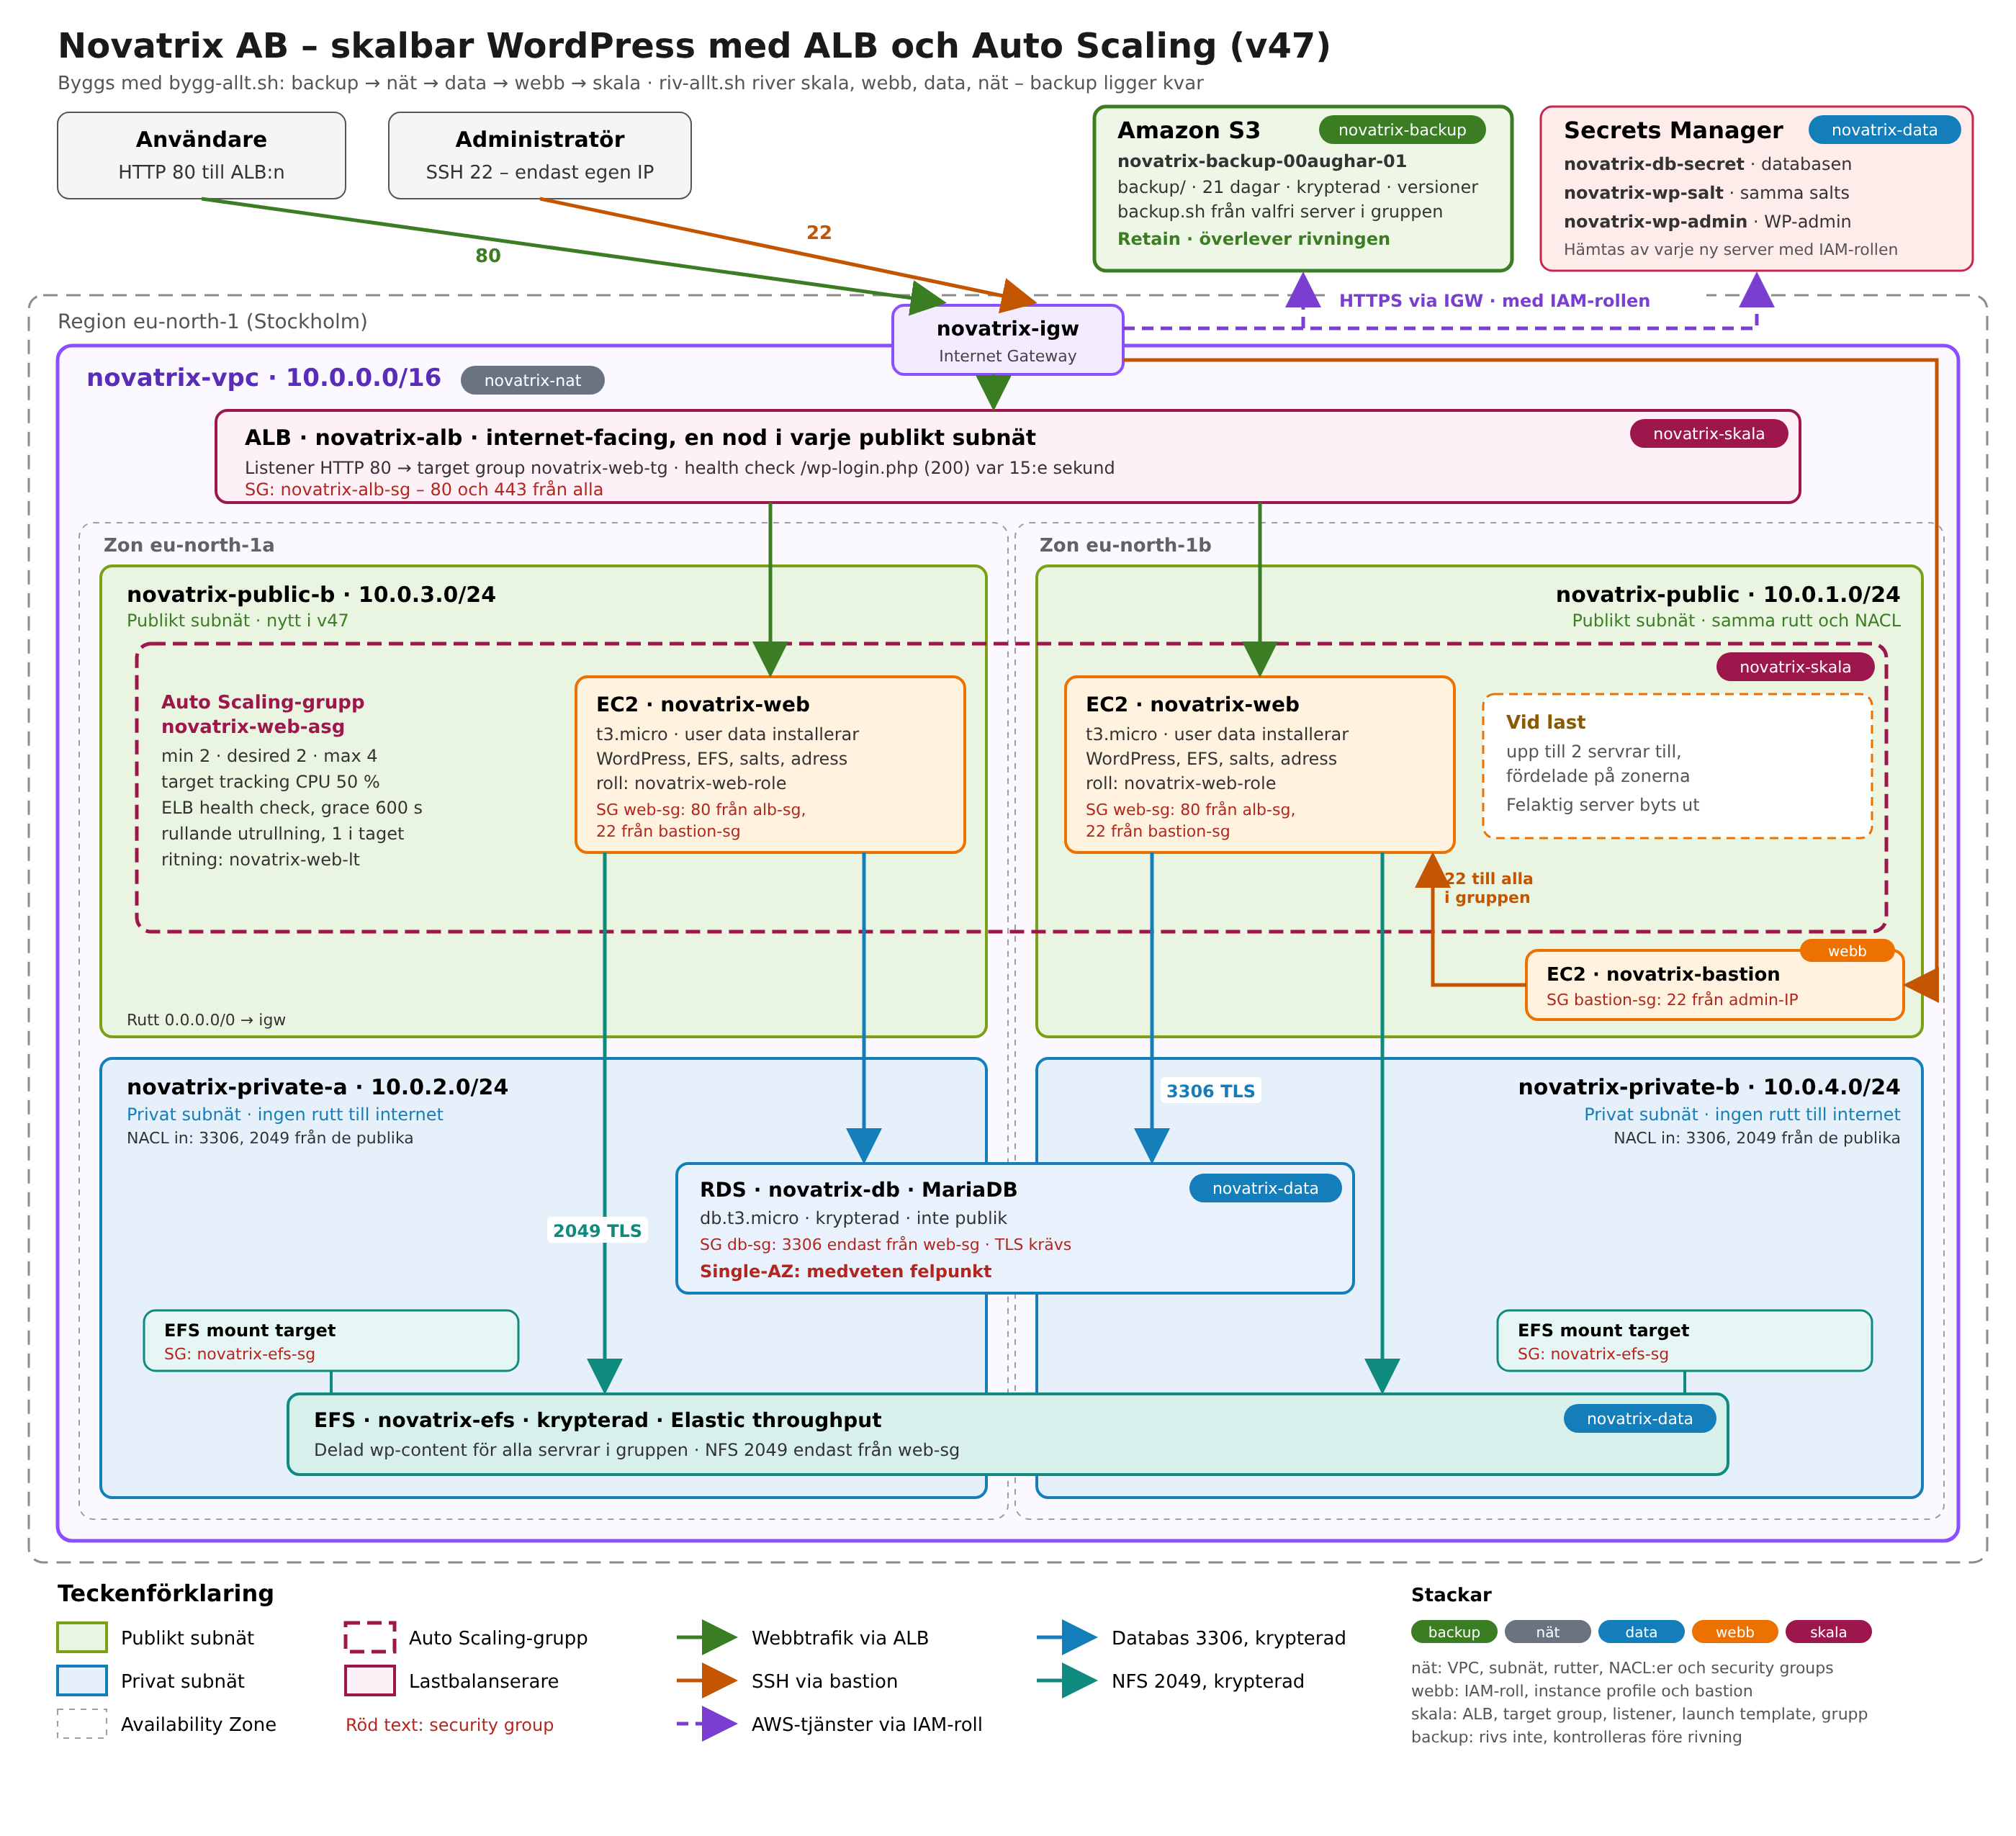 Novatrix AB – skalbar WordPress med ALB och Auto Scaling (v47)
Byggs med bygg-allt.sh: backup → nät → data → webb → skala · riv-allt.sh river skala, webb, data, nät – backup ligger kvar
Användare
HTTP 80 till ALB:n
Administratör
SSH 22 – endast egen IP
Amazon S3
novatrix-backup
novatrix-backup-00aughar-01
backup/ · 21 dagar · krypterad · versioner
backup.sh från valfri server i gruppen
Retain · överlever rivningen
Secrets Manager
novatrix-data
novatrix-db-secret · databasen
novatrix-wp-salt · samma salts
novatrix-wp-admin · WP-admin
Hämtas av varje ny server med IAM-rollen
80
22
HTTPS via IGW · med IAM-rollen
Region eu-north-1 (Stockholm)
novatrix-igw
Internet Gateway
novatrix-vpc · 10.0.0.0/16
novatrix-nat
ALB · novatrix-alb · internet-facing, en nod i varje publikt subnät
novatrix-skala
Listener HTTP 80 → target group novatrix-web-tg · health check /wp-login.php (200) var 15:e sekund
SG: novatrix-alb-sg – 80 och 443 från alla
Zon eu-north-1a
Zon eu-north-1b
novatrix-public-b · 10.0.3.0/24
Publikt subnät · nytt i v47
novatrix-public · 10.0.1.0/24
Publikt subnät · samma rutt och NACL
novatrix-skala
Auto Scaling-grupp
novatrix-web-asg
min 2 · desired 2 · max 4
target tracking CPU 50 %
ELB health check, grace 600 s
rullande utrullning, 1 i taget
ritning: novatrix-web-lt
EC2 · novatrix-web
t3.micro · user data installerar
WordPress, EFS, salts, adress
roll: novatrix-web-role
SG web-sg: 80 från alb-sg,
22 från bastion-sg
EC2 · novatrix-web
t3.micro · user data installerar
WordPress, EFS, salts, adress
roll: novatrix-web-role
SG web-sg: 80 från alb-sg,
22 från bastion-sg
Vid last
upp till 2 servrar till,
fördelade på zonerna
Felaktig server byts ut
22 till alla
i gruppen
webb
EC2 · novatrix-bastion
SG bastion-sg: 22 från admin-IP
Rutt 0.0.0.0/0 → igw
novatrix-private-a · 10.0.2.0/24
Privat subnät · ingen rutt till internet
NACL in: 3306, 2049 från de publika
3306 TLS
novatrix-private-b · 10.0.4.0/24
Privat subnät · ingen rutt till internet
NACL in: 3306, 2049 från de publika
RDS · novatrix-db · MariaDB
novatrix-data
db.t3.micro · krypterad · inte publik
SG db-sg: 3306 endast från web-sg · TLS krävs
Single-AZ: medveten felpunkt
2049 TLS
EFS mount target
SG: novatrix-efs-sg
EFS mount target
SG: novatrix-efs-sg
EFS · novatrix-efs · krypterad · Elastic throughput
novatrix-data
Delad wp-content för alla servrar i gruppen · NFS 2049 endast från web-sg
Teckenförklaring
Publikt subnät
Privat subnät
Availability Zone
Auto Scaling-grupp
Lastbalanserare
Röd text: security group
Webbtrafik via ALB
SSH via bastion
AWS-tjänster via IAM-roll
Databas 3306, krypterad
NFS 2049, krypterad
Stackar
backup nät data webb skala
nät: VPC, subnät, rutter, NACL:er och security groups
webb: IAM-roll, instance profile och bastion
skala: ALB, target group, listener, launch template, grupp
backup: rivs inte, kontrolleras före rivning